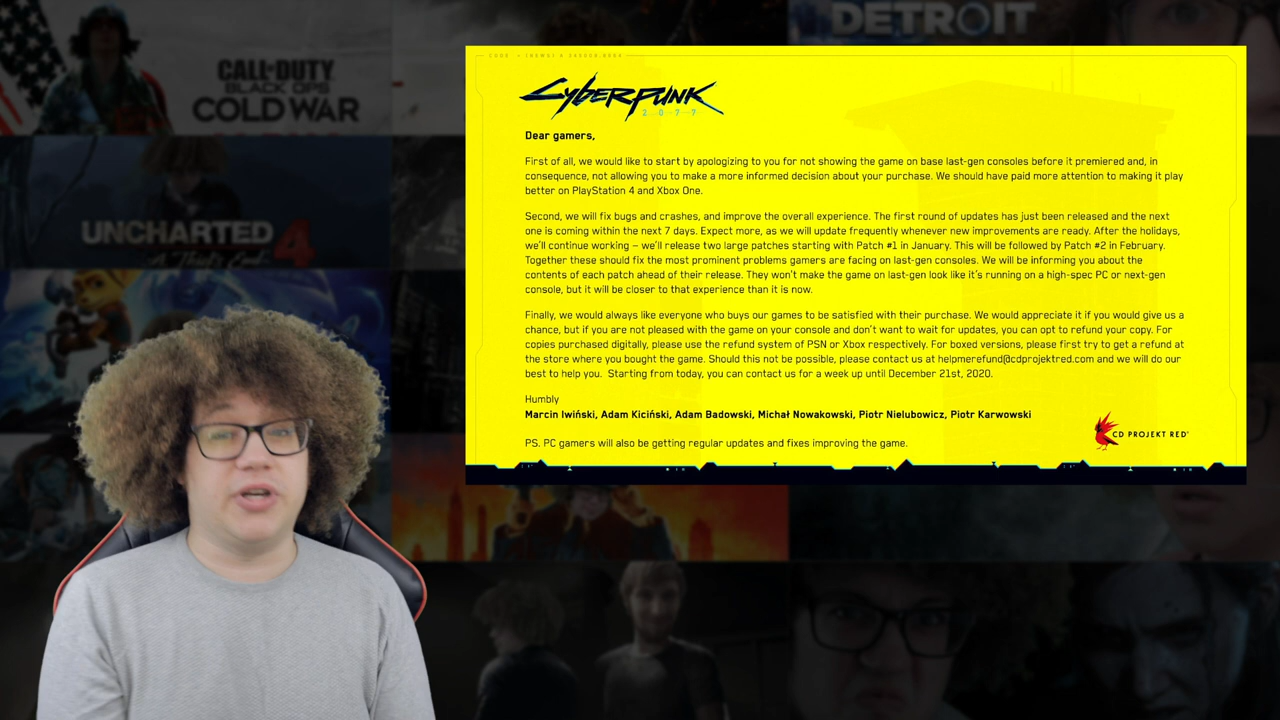 DETROIT
CALL OF DUTY
BLACK OPS
COLD WAR
UNCHARTED 4
A Thief's End
Cyberpunk
2077
Dear gamers,
First of all, we would like to start by apologizing to you for not showing the game on base last-gen consoles before it premiered and, in
consequence, not allowing you to make a more informed decision about your purchase. We should have paid more attention to making it play
better on PlayStation 4 and Xbox One.
Second, we will fix bugs and crashes, and improve the overall experience. The first round of updates has just been released and the next
one is coming within the next 7 days. Expect more, as we will update frequently whenever new improvements are ready. After the holidays,
we'll continue working – we'll release two large patches starting with Patch #1 in January. This will be followed by Patch #2 in February.
Together these should fix the most prominent problems gamers are facing on last-gen consoles. We will be informing you about the
contents of each patch ahead of their release. They won't make the game on last-gen look like it's running on a high-spec PC or next-gen
console, but it will be closer to that experience than it is now.
Finally, we would always like everyone who buys our games to be satisfied with their purchase. We would appreciate it if you would give us a
chance, but if you are not pleased with the game on your console and don't want to wait for updates, you can opt to refund your copy. For
copies purchased digitally, please use the refund system of PSN or Xbox respectively. For boxed versions, please first try to get a refund at
the store where you bought the game. Should this not be possible, please contact us at helpmerefund@cdprojektred.com and we will do our
best to help you. Starting from today, you can contact us for a week up until December 21st, 2020.
Humbly
Marcin Iwiński, Adam Kiciński, Adam Badowski, Michał Nowakowski, Piotr Nielubowicz, Piotr Karwowski
CD PROJEKT RED
PS. PC gamers will also be getting regular updates and fixes improving the game.